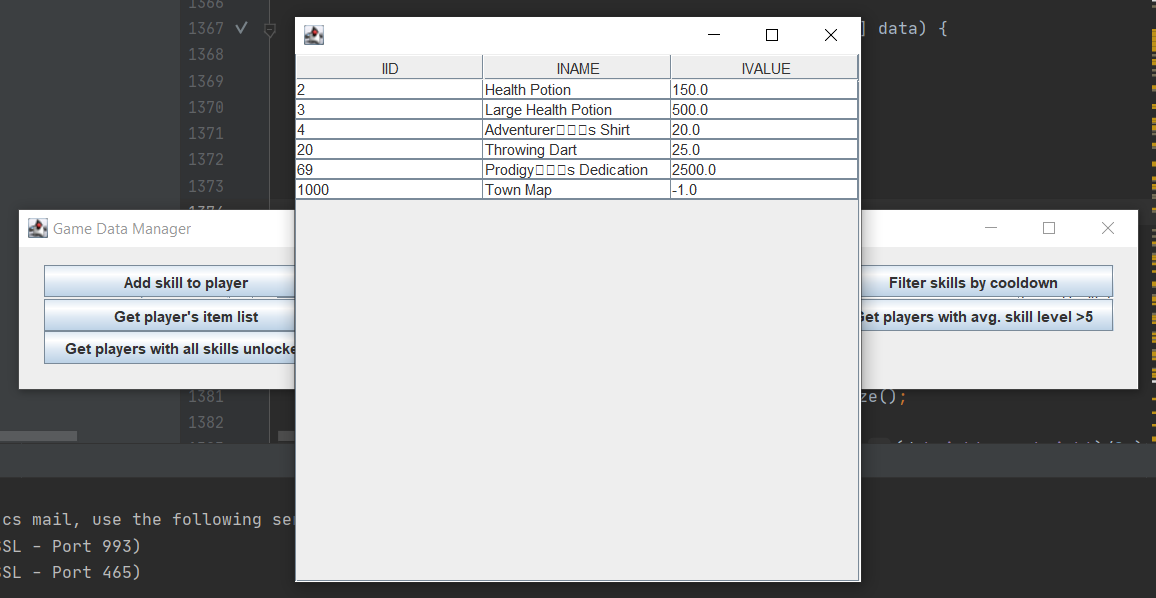 1366
1367
] data) {
1368
1369
1370
1371
1372
1373
IID INAME IVALUE
2 Health Potion 150.0
3 Large Health Potion 500.0
4 Adventurer□□□s Shirt 20.0
20 Throwing Dart 25.0
69 Prodigy□□□s Dedication 2500.0
1000 Town Map -1.0
Game Data Manager
Add skill to player
Filter skills by cooldown
Get player's item list
Get players with avg. skill level >5
Get players with all skills unlocke
1381
ze();
1382
cs mail, use the following se
SSL - Port 993)
SSL - Port 465)